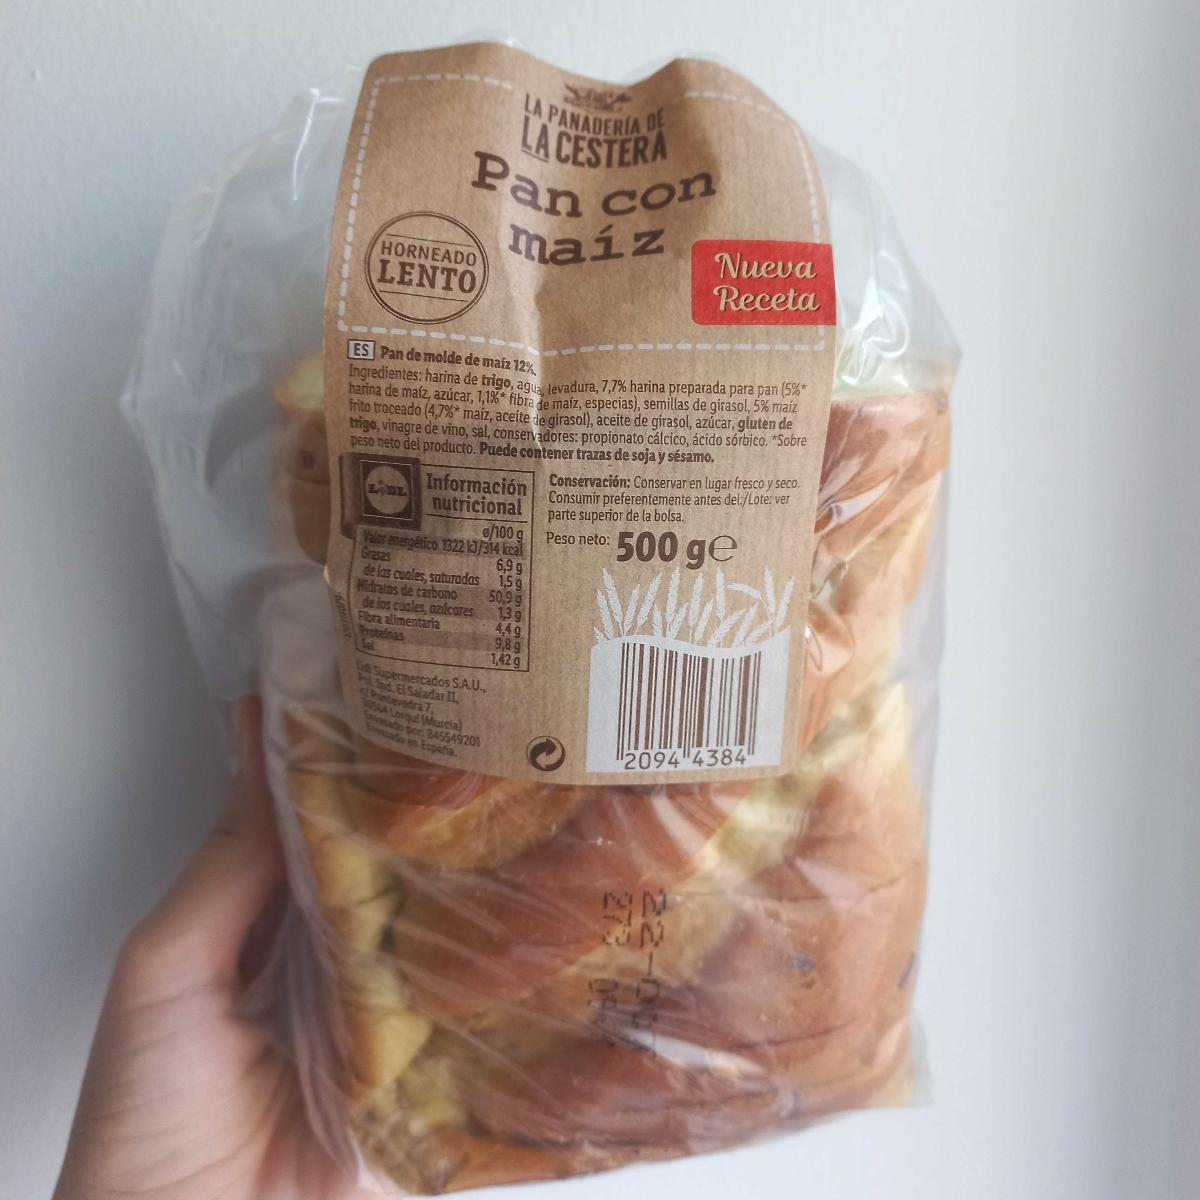 LA PANADERÍA DE
LA CESTERA
Pan con
maíz
HORNEADO
LENTO
Nueva
Receta
ES Pan de molde de maíz 12%.
Ingredientes: harina de trigo, agua, levadura, 7,7% harina preparada para pan (5%*
harina de maíz, azúcar, 1,1%* fibra de maíz, especias), semillas de girasol, 5% maíz
frito troceado (4,7%* maíz, aceite de girasol), aceite de girasol, azúcar, gluten de
trigo, vinagre de vino, sal, conservadores: propionato cálcico, ácido sórbico. *Sobre
peso neto del producto. Puede contener trazas de soja y sésamo.
LIDL
Información
nutricional
ø/100 g
Valor energético 1322 kJ/314 kcal
Grasas 6,9 g
de las cuales, saturadas 1,5 g
Hidratos de carbono 50,9 g
de los cuales, azúcares 1,3 g
Fibra alimentaria 4,4 g
Proteínas 9,8 g
Sal 1,42 g
Conservación: Conservar en lugar fresco y seco.
Consumir preferentemente antes del:/Lote: ver
parte superior de la bolsa.
Peso neto: 500 g e
Lidl Supermercados S.A.U.,
Pol. Ind. El Saladar II,
c/ Pontevedra 7,
30564 Lorquí (Murcia)
Envasado por: B45549201
Envasado en España.
2094 4384